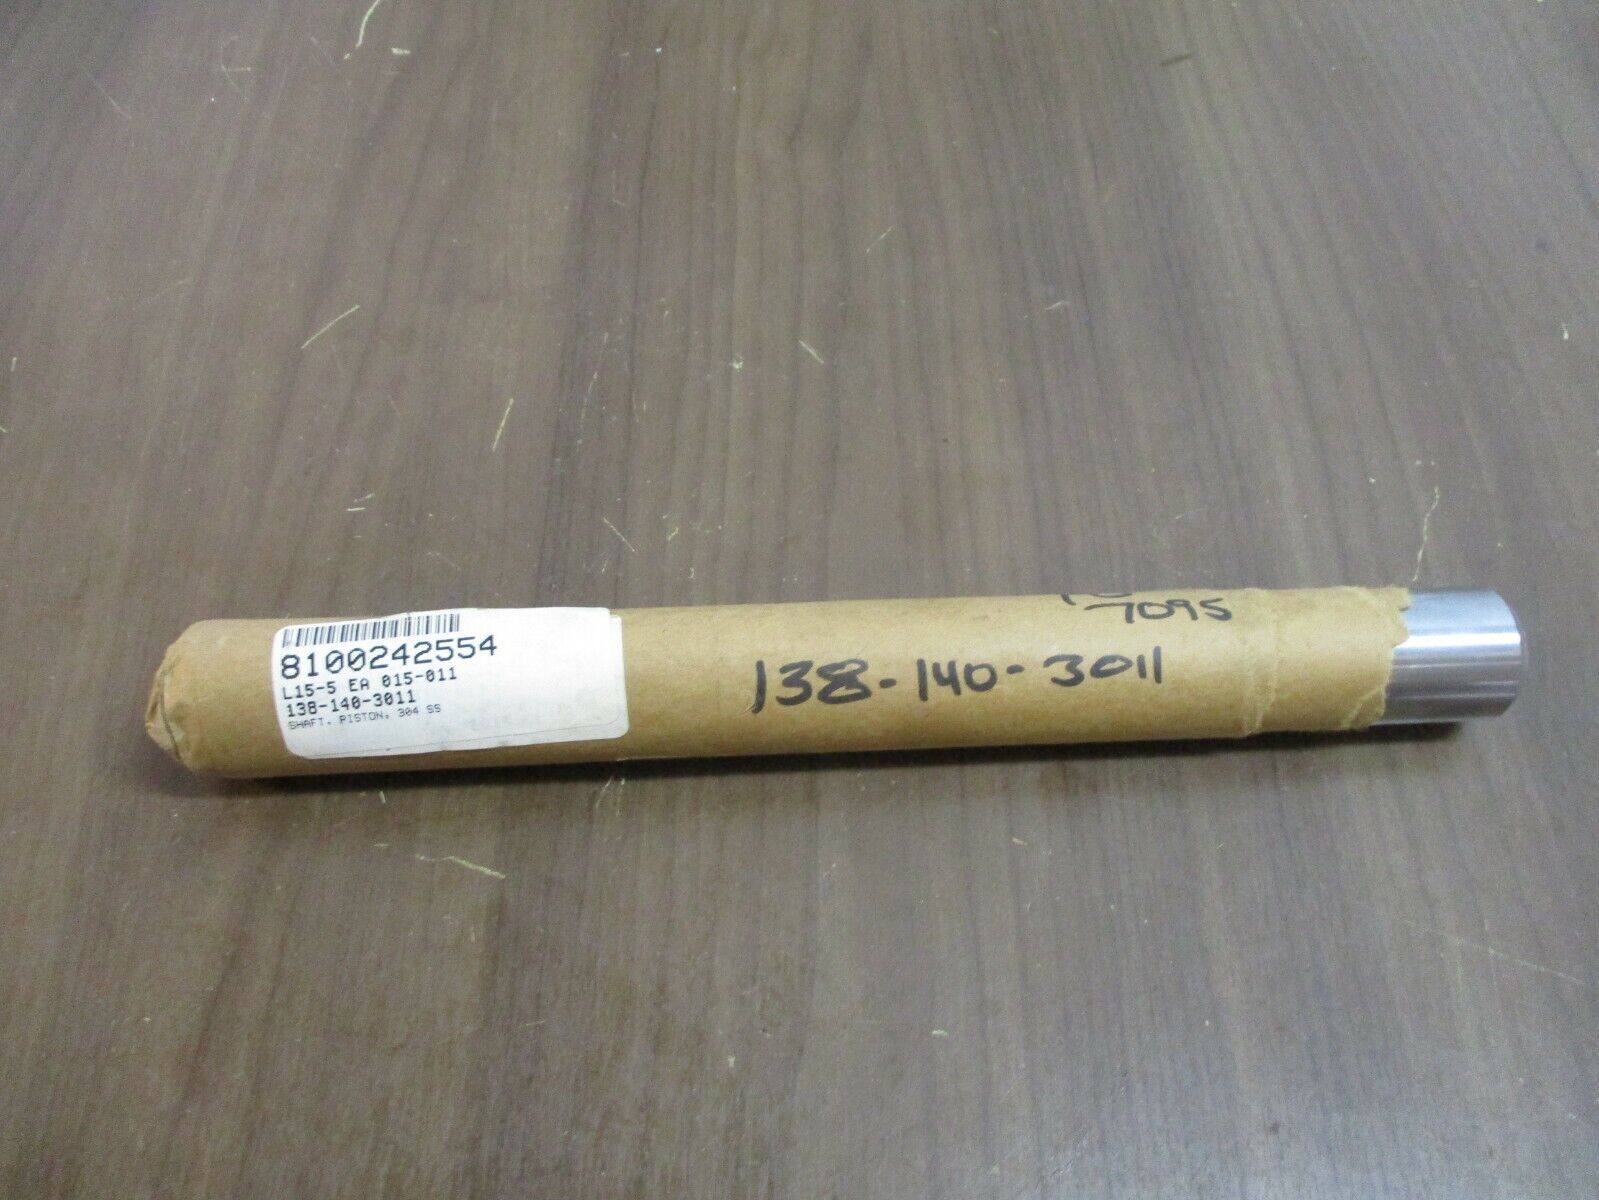 8100242554
L15-5 EA 015-011
138-140-3011
SHAFT, PISTON, 304 SS
7095
138-140-3011